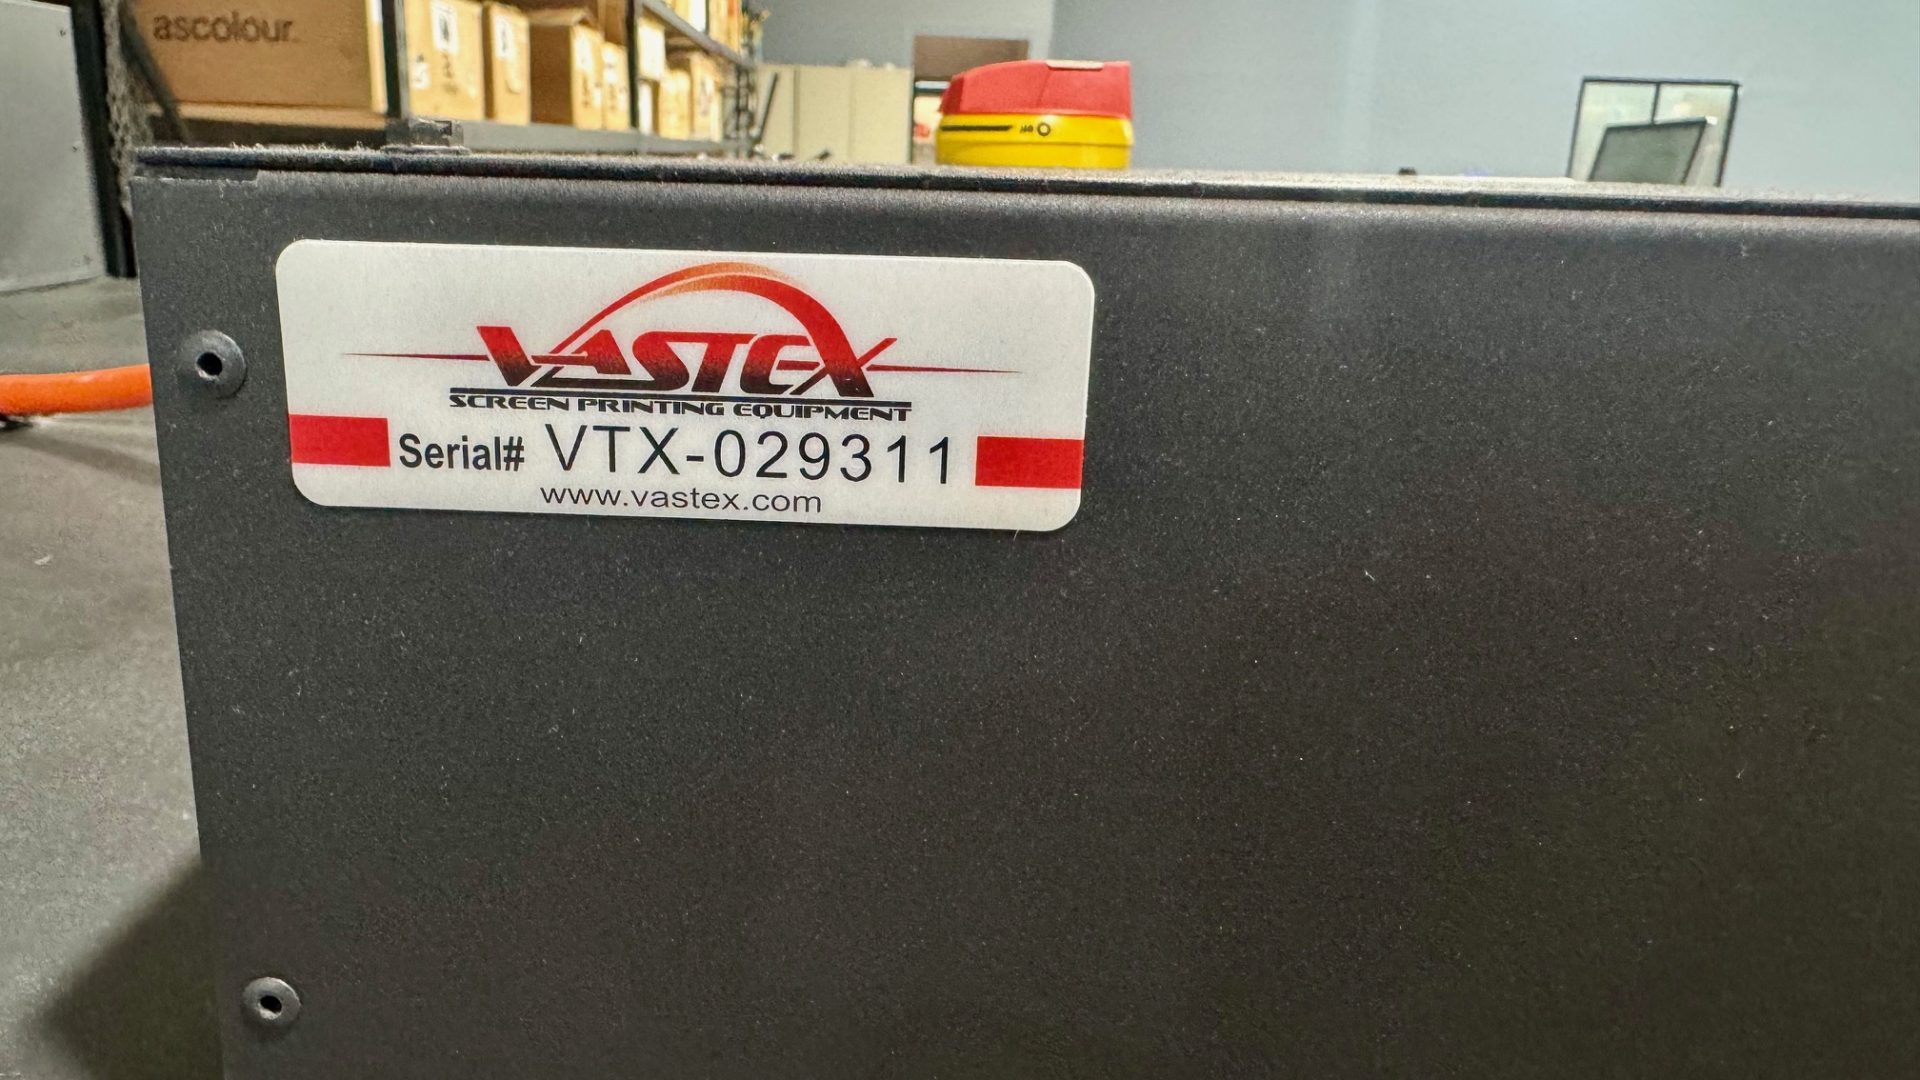 ascolour
VASTEX
SCREEN PRINTING EQUIPMENT
Serial# VTX-029311
www.vastex.com